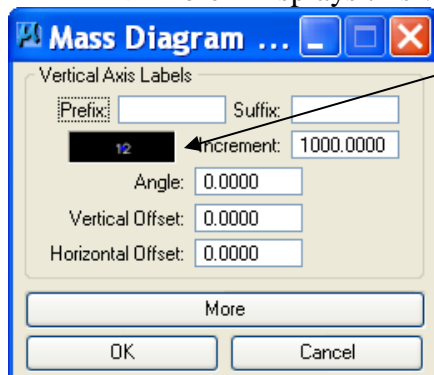 Mass Diagram ...
Vertical Axis Labels
Prefix: Suffix:
12 Increment: 1000.0000
Angle: 0.0000
Vertical Offset: 0.0000
Horizontal Offset: 0.0000
More
OK Cancel